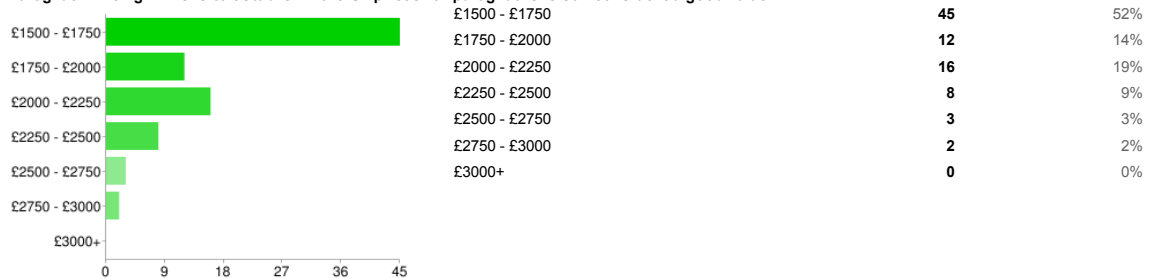 £1500 - £1750
£1750 - £2000
£2000 - £2250
£2250 - £2500
£2500 - £2750
£2750 - £3000
£3000+
0 9 18 27 36 45
£1500 - £1750 45 52%
£1750 - £2000 12 14%
£2000 - £2250 16 19%
£2250 - £2500 8 9%
£2500 - £2750 3 3%
£2750 - £3000 2 2%
£3000+ 0 0%